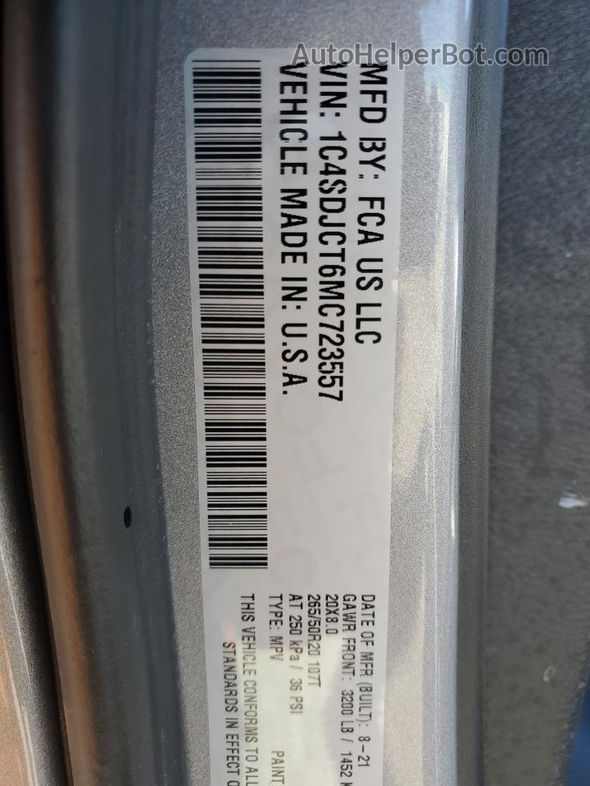 AutoHelperBot.com
MFD BY: FCA US LLC
VIN: 1C4SDJCT6MC723557
VEHICLE MADE IN: U.S.A.
DATE OF MFR (BUILT): 8-21
GAWR FRONT: 3200 LB / 1452 K
20X8.0
265/50R20 107T
AT 250 kPa / 36 PSI
TYPE: MPV PAINT
THIS VEHICLE CONFORMS TO ALL
STANDARDS IN EFFECT O